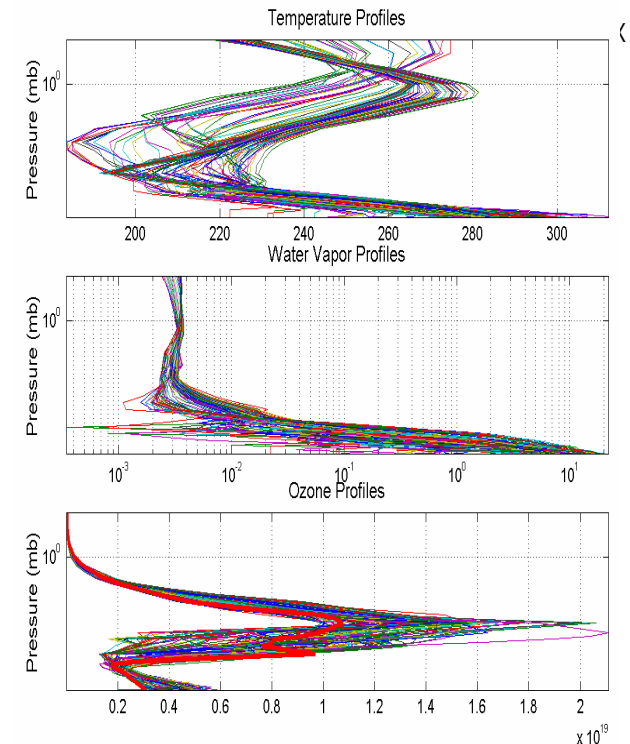 Temperature Profiles
x
Pressure (mb)
10^0
200 220 240 260 280 300
Water Vapor Profiles
Pressure (mb)
10^0
10^-3 10^-2 10^-1 10^0 10^1
Ozone Profiles
Pressure (mb)
10^0
0.2 0.4 0.6 0.8 1 1.2 1.4 1.6 1.8 2
x 10^19